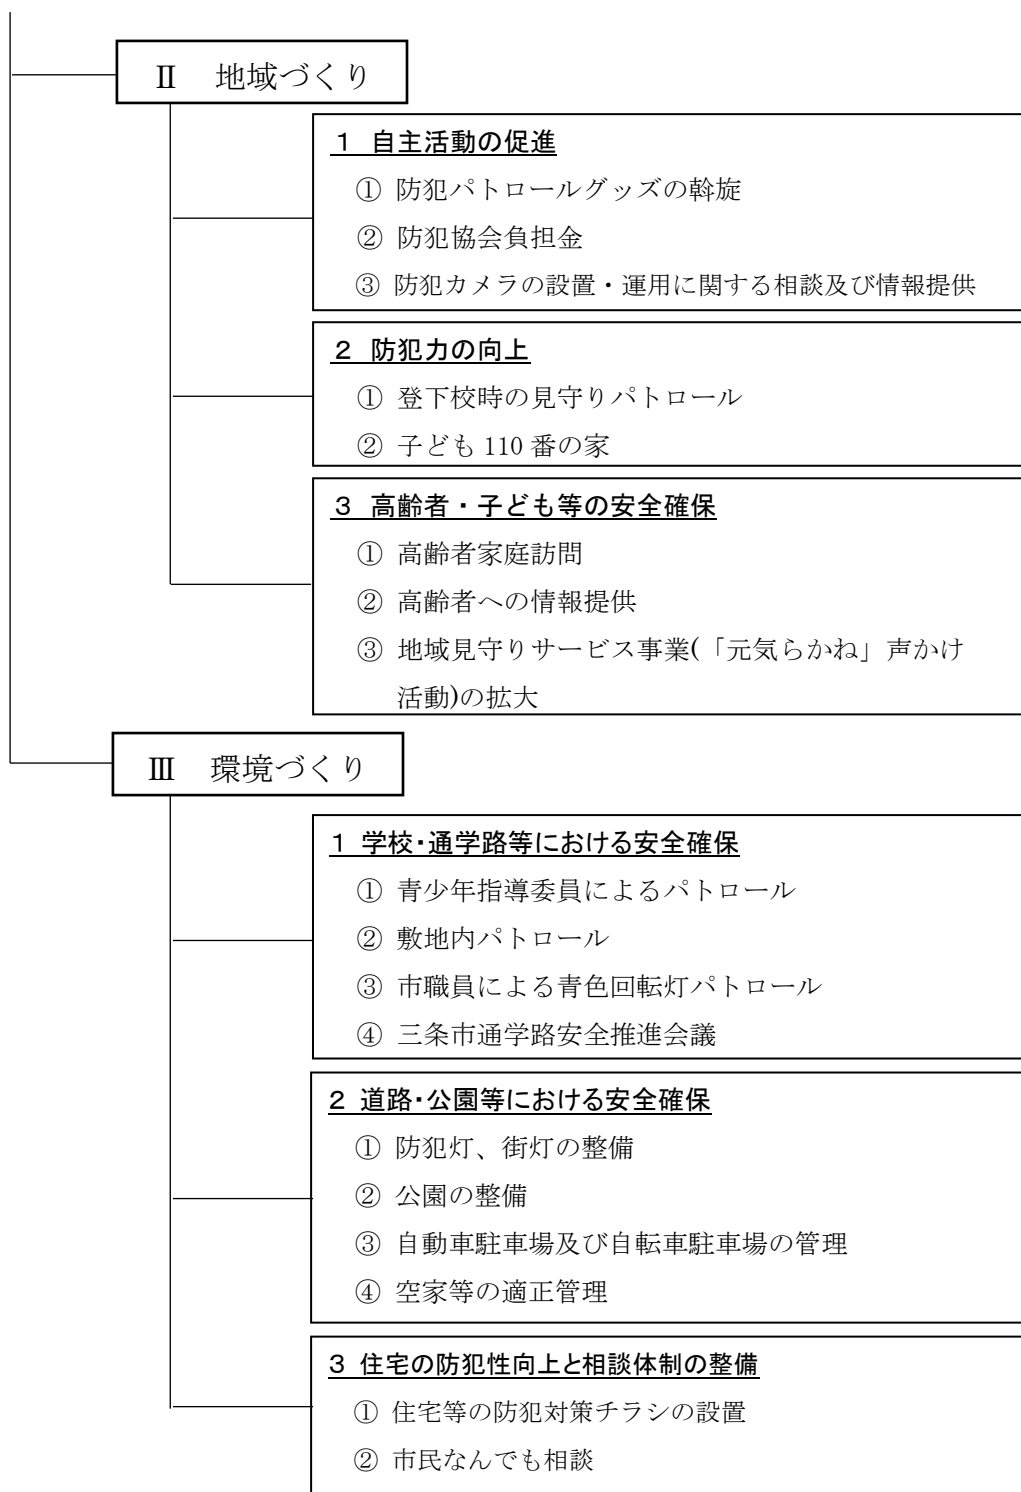 Ⅱ　地域づくり
１　自主活動の促進
① 防犯パトロールグッズの斡旋
② 防犯協会負担金
③ 防犯カメラの設置・運用に関する相談及び情報提供
２　防犯力の向上
① 登下校時の見守りパトロール
② 子ども 110 番の家
３　高齢者・子ども等の安全確保
① 高齢者家庭訪問
② 高齢者への情報提供
③ 地域見守りサービス事業(「元気らかね」声かけ
活動)の拡大
Ⅲ　環境づくり
１ 学校・通学路等における安全確保
① 青少年指導委員によるパトロール
② 敷地内パトロール
③ 市職員による青色回転灯パトロール
④ 三条市通学路安全推進会議
２ 道路・公園等における安全確保
① 防犯灯、街灯の整備
② 公園の整備
③ 自動車駐車場及び自転車駐車場の管理
④ 空家等の適正管理
３ 住宅の防犯性向上と相談体制の整備
① 住宅等の防犯対策チラシの設置
② 市民なんでも相談